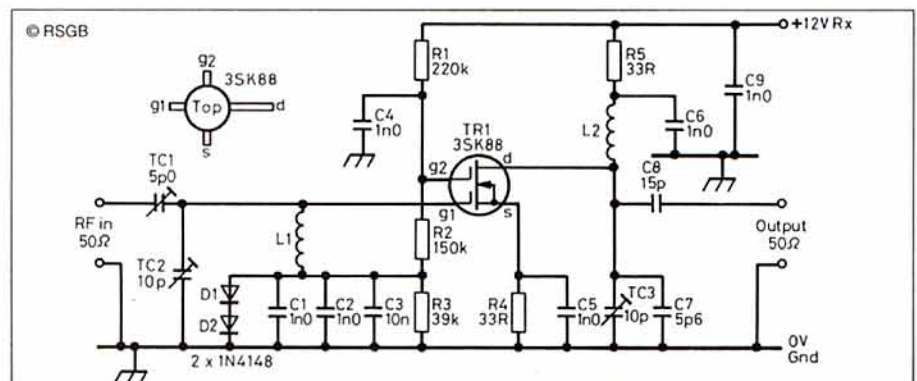 © RSGB
+12V Rx
g2
3SK88
g1
Top
d
s
R1
220k
R5
33R
C9
1n0
C4
1n0
L2
C6
1n0
TR1
3SK88
d
g2
g1
s
TC1
5p0
C8
15p
RF in
50Ω
L1
R2
150k
Output
50Ω
TC2
10p
D1
D2
C1
1n0
C2
1n0
C3
10n
R3
39k
R4
33R
C5
1n0
TC3
10p
C7
5p6
2 x 1N4148
0V
Gnd